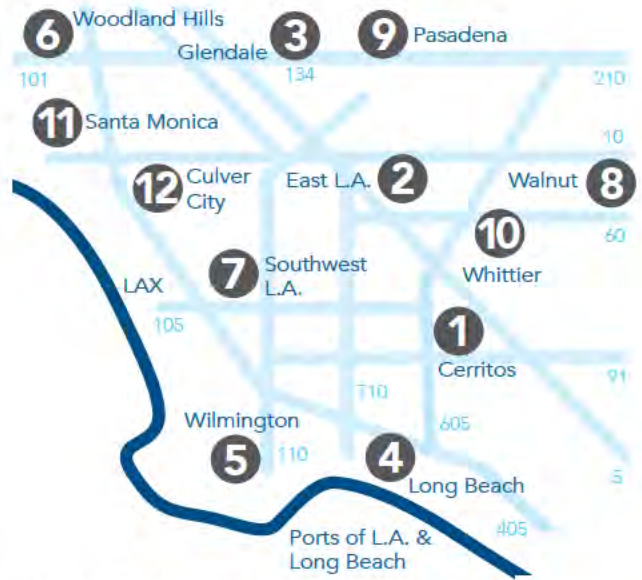 6 Woodland Hills
Glendale 3
9 Pasadena
101
134
210
11 Santa Monica
10
12 Culver
City
East L.A. 2
Walnut 8
10
Whittier
60
7 Southwest
L.A.
LAX
105
1
Cerritos
91
710
605
Wilmington
5
110
4
Long Beach
5
405
Ports of L.A. &
Long Beach